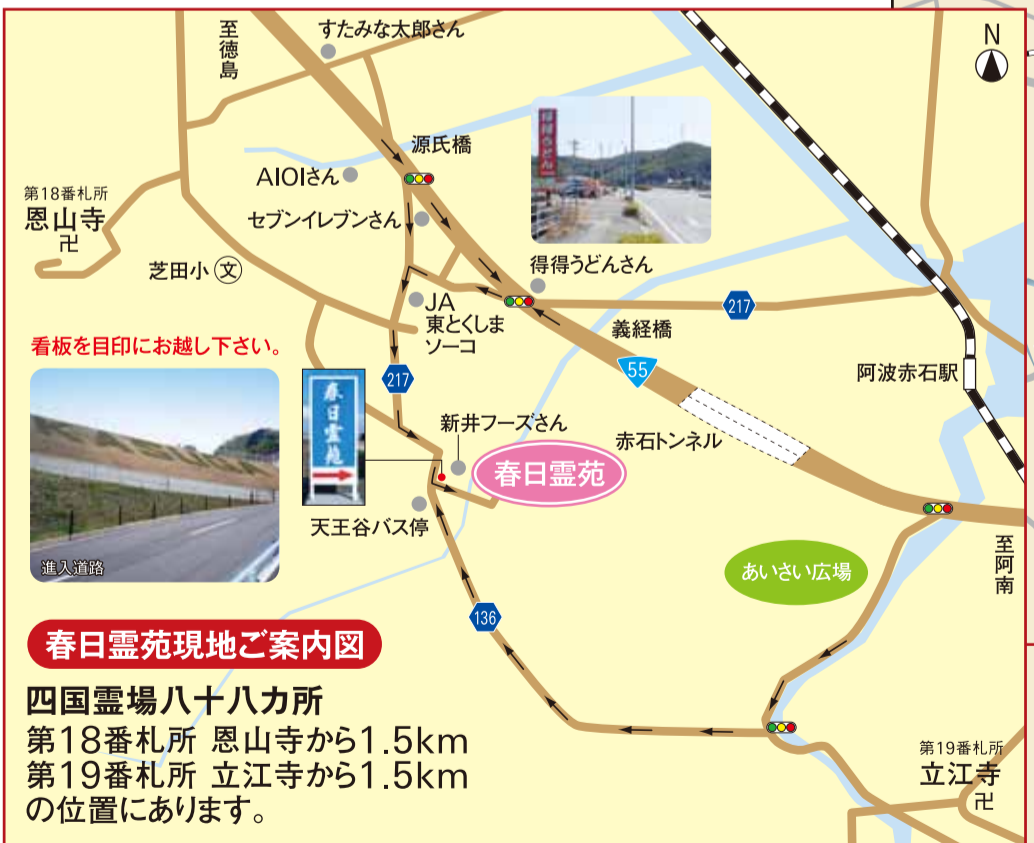 すたみな太郎さん
至徳島
N
源氏橋
AIOIさん
第18番札所
恩山寺
卍
セブンイレブンさん
芝田小 文
得得うどん
得得うどんさん
JA
東とくしま
ソーコ
217
義経橋
55
阿波赤石駅
看板を目印にお越し下さい。
217
赤石トンネル
春日霊苑
新井フーズさん
春日霊苑
天王谷バス停
進入道路
あいさい広場
至阿南
136
春日霊苑現地ご案内図
四国霊場八十八カ所
第18番札所 恩山寺から1.5km
第19番札所 立江寺から1.5km
の位置にあります。
第19番札所
立江寺
卍